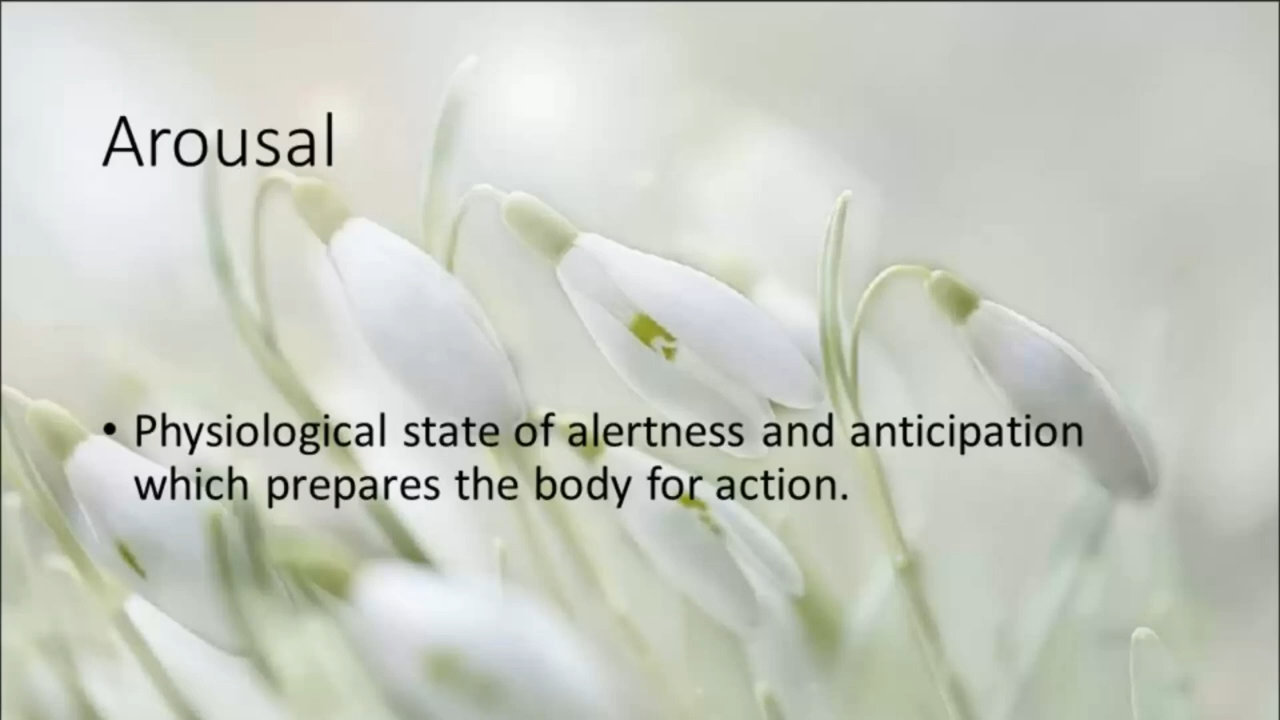 Arousal
• Physiological state of alertness and anticipation
which prepares the body for action.